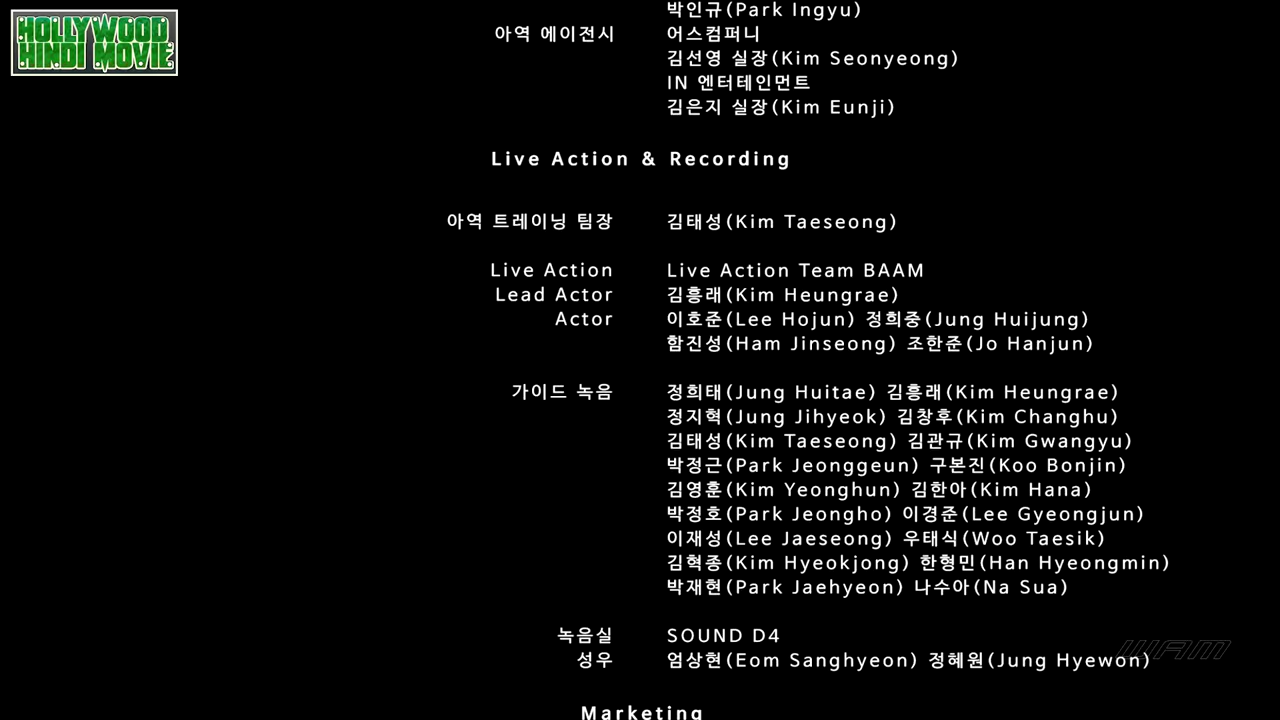 HOLLYWOOD
HINDI MOVIE
박인규(Park Ingyu)
아역 에이전시 어스컴퍼니
김선영 실장(Kim Seonyeong)
IN 엔터테인먼트
김은지 실장(Kim Eunji)
Live Action & Recording
아역 트레이닝 팀장 김태성(Kim Taeseong)
Live Action Live Action Team BAAM
Lead Actor 김흥래(Kim Heungrae)
Actor 이호준(Lee Hojun) 정희중(Jung Huijung)
함진성(Ham Jinseong) 조한준(Jo Hanjun)
가이드 녹음 정희태(Jung Huitae) 김흥래(Kim Heungrae)
정지혁(Jung Jihyeok) 김창후(Kim Changhu)
김태성(Kim Taeseong) 김관규(Kim Gwangyu)
박정근(Park Jeonggeun) 구본진(Koo Bonjin)
김영훈(Kim Yeonghun) 김한아(Kim Hana)
박정호(Park Jeongho) 이경준(Lee Gyeongjun)
이재성(Lee Jaeseong) 우태식(Woo Taesik)
김혁종(Kim Hyeokjong) 한형민(Han Hyeongmin)
박재현(Park Jaehyeon) 나수아(Na Sua)
녹음실 SOUND D4
성우 엄상현(Eom Sanghyeon) 정혜원(Jung Hyewon)
WAM
Marketing